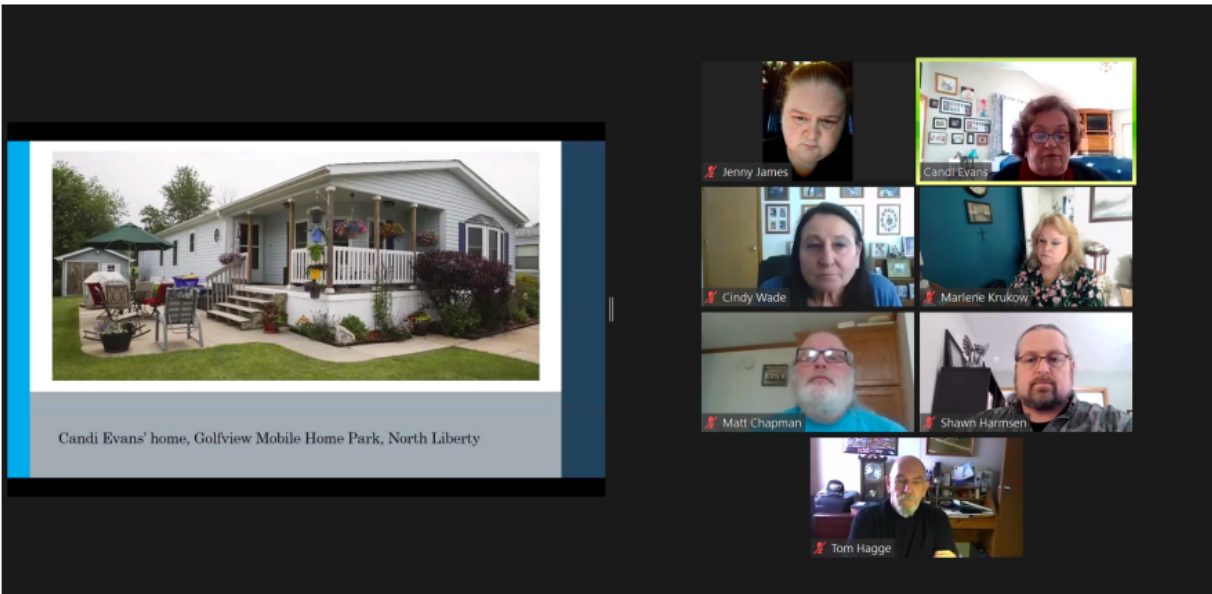 Candi Evans' home, Golfview Mobile Home Park, North Liberty
Jenny James
Candi Evans
Cindy Wade
Marlene Krukow
Matt Chapman
Shawn Harmsen
Tom Hagge